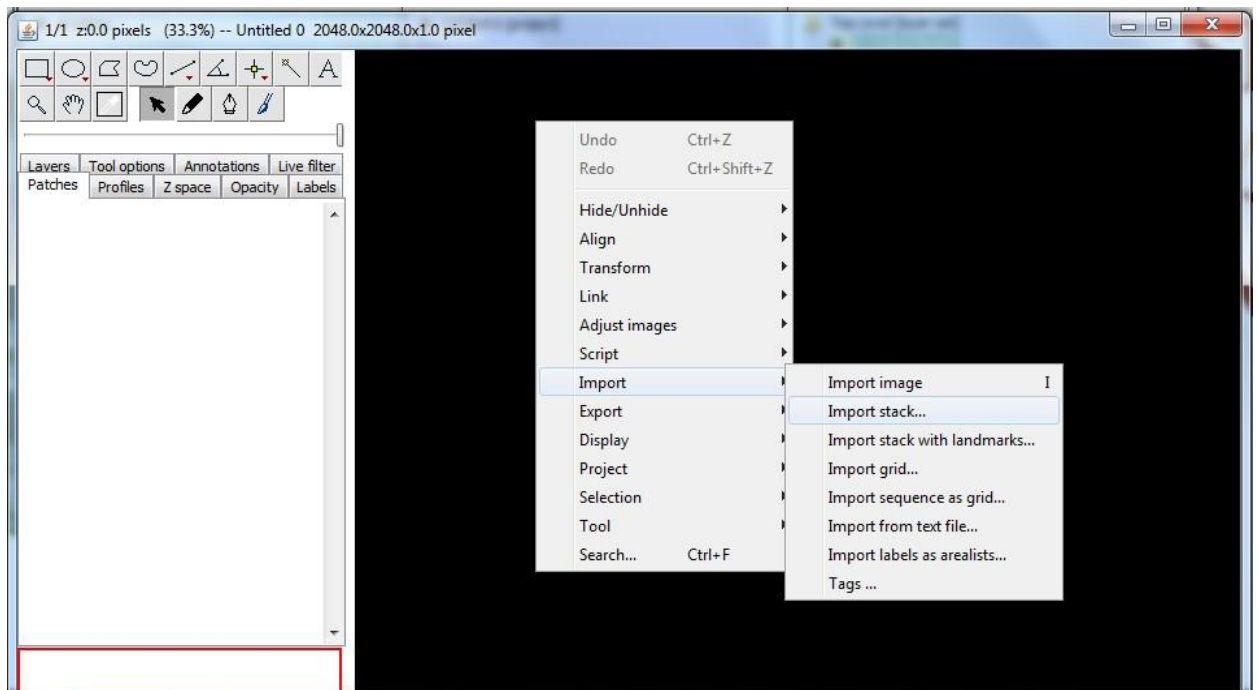 1/1 z:0.0 pixels (33.3%) -- Untitled 0 2048.0x2048.0x1.0 pixel
A
Layers Tool options Annotations Live filter
Patches Profiles Z space Opacity Labels
Undo Ctrl+Z
Redo Ctrl+Shift+Z
Hide/Unhide
Align
Transform
Link
Adjust images
Script
Import
Export
Display
Project
Selection
Tool
Search... Ctrl+F
Import image I
Import stack...
Import stack with landmarks...
Import grid...
Import sequence as grid...
Import from text file...
Import labels as arealists...
Tags ...